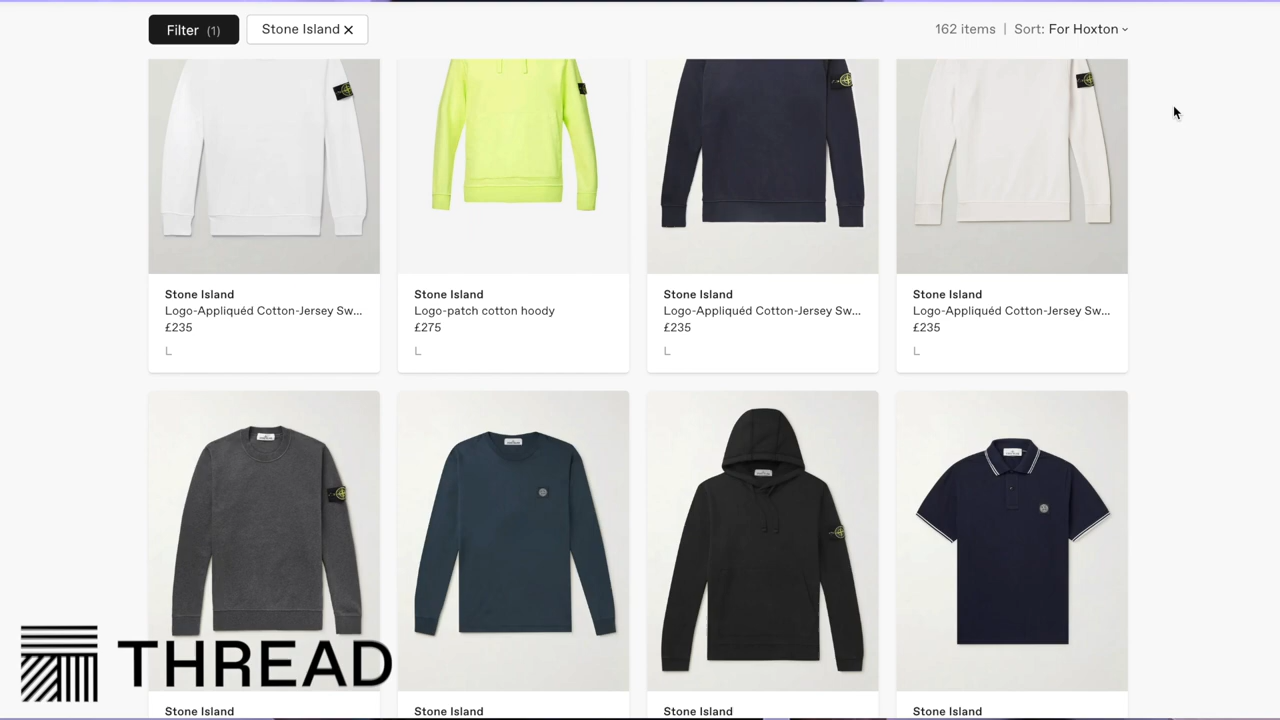 Filter (1)
Stone Island ×
162 items | Sort: For Hoxton
Stone Island
Logo-Appliquéd Cotton-Jersey Sw...
£235
L
Stone Island
Logo-patch cotton hoody
£275
L
Stone Island
Logo-Appliquéd Cotton-Jersey Sw...
£235
L
Stone Island
Logo-Appliquéd Cotton-Jersey Sw...
£235
L
THREAD
Stone Island
Stone Island
Stone Island
Stone Island